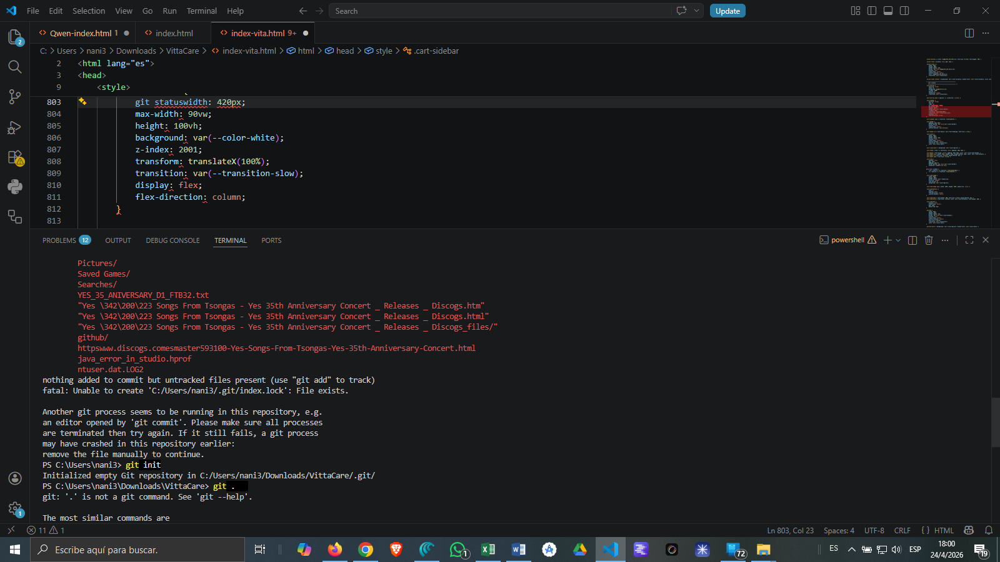 File Edit Selection View Go Run Terminal Help
Search
Update
Qwen-index.html 1
index.html
index-vita.html 9+
C: > Users > nani3 > Downloads > VittaCare > index-vita.html > html > head > style > .cart-sidebar
2 <html lang="es">
3 <head>
9 <style>
803 git statuswidth: 420px;
804 max-width: 90vw;
805 height: 100vh;
806 background: var(--color-white);
807 z-index: 2001;
808 transform: translateX(100%);
809 transition: var(--transition-slow);
810 display: flex;
811 flex-direction: column;
812 }
813
PROBLEMS 12 OUTPUT DEBUG CONSOLE TERMINAL PORTS
powershell
Pictures/
Saved Games/
Searches/
YES_35_ANIVERSARY_D1_FTB32.txt
"Yes \342\200\223 Songs From Tsongas - Yes 35th Anniversary Concert _ Releases _ Discogs.htm"
"Yes \342\200\223 Songs From Tsongas - Yes 35th Anniversary Concert _ Releases _ Discogs.html"
"Yes \342\200\223 Songs From Tsongas - Yes 35th Anniversary Concert _ Releases _ Discogs_files/"
github/
httpswww.discogs.comesmaster593100-Yes-Songs-From-Tsongas-Yes-35th-Anniversary-Concert.html
java_error_in_studio.hprof
ntuser.dat.LOG2
nothing added to commit but untracked files present (use "git add" to track)
fatal: Unable to create 'C:/Users/nani3/.git/index.lock': File exists.
Another git process seems to be running in this repository, e.g.
an editor opened by 'git commit'. Please make sure all processes
are terminated then try again. If it still fails, a git process
may have crashed in this repository earlier:
remove the file manually to continue.
PS C:\Users\nani3> git init
Initialized empty Git repository in C:/Users/nani3/Downloads/VittaCare/.git/
PS C:\Users\nani3\Downloads\VittaCare> git .
git: '.' is not a git command. See 'git --help'.
The most similar commands are
2
1
11 1
Ln 803, Col 23 Spaces: 4 UTF-8 CRLF { } HTML
Escribe aquí para buscar.
1
72
ES
ESP
18:00
24/4/2026
19